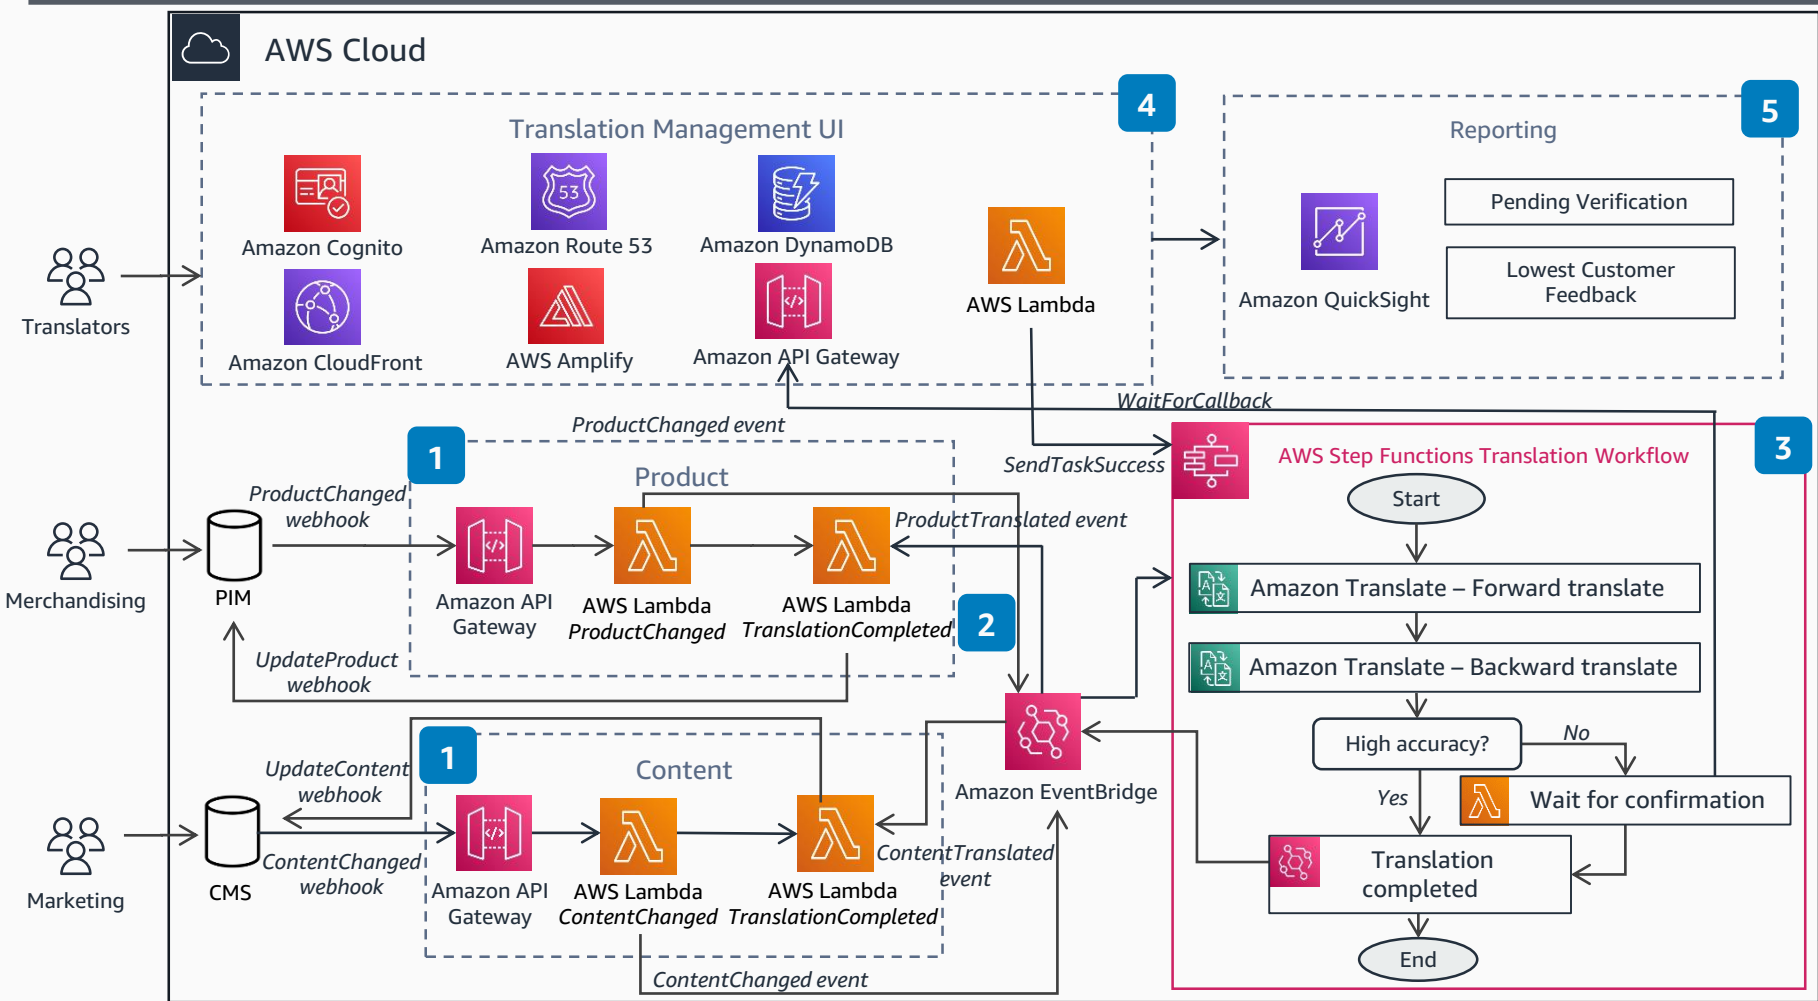 AWS Cloud
4
5
Translation Management UI
Reporting
53
Amazon Cognito
Amazon Route 53
Amazon DynamoDB
Pending Verification
Lowest Customer
Feedback
Amazon QuickSight
AWS Lambda
Translators
Amazon CloudFront
AWS Amplify
Amazon API Gateway
WaitForCallback
ProductChanged event
1
Product
SendTaskSuccess
3
AWS Step Functions Translation Workflow
Start
ProductChanged
webhook
ProductTranslated event
Merchandising
PIM
Amazon API
Gateway
AWS Lambda
ProductChanged
AWS Lambda
TranslationCompleted
2
A
Amazon Translate – Forward translate
A
Amazon Translate – Backward translate
UpdateProduct
webhook
High accuracy?
No
Yes
Wait for confirmation
Translation
completed
End
1
Content
Amazon EventBridge
UpdateContent
webhook
ContentChanged
webhook
Marketing
CMS
Amazon API
Gateway
AWS Lambda
ContentChanged
AWS Lambda
TranslationCompleted
ContentTranslated
event
ContentChanged event